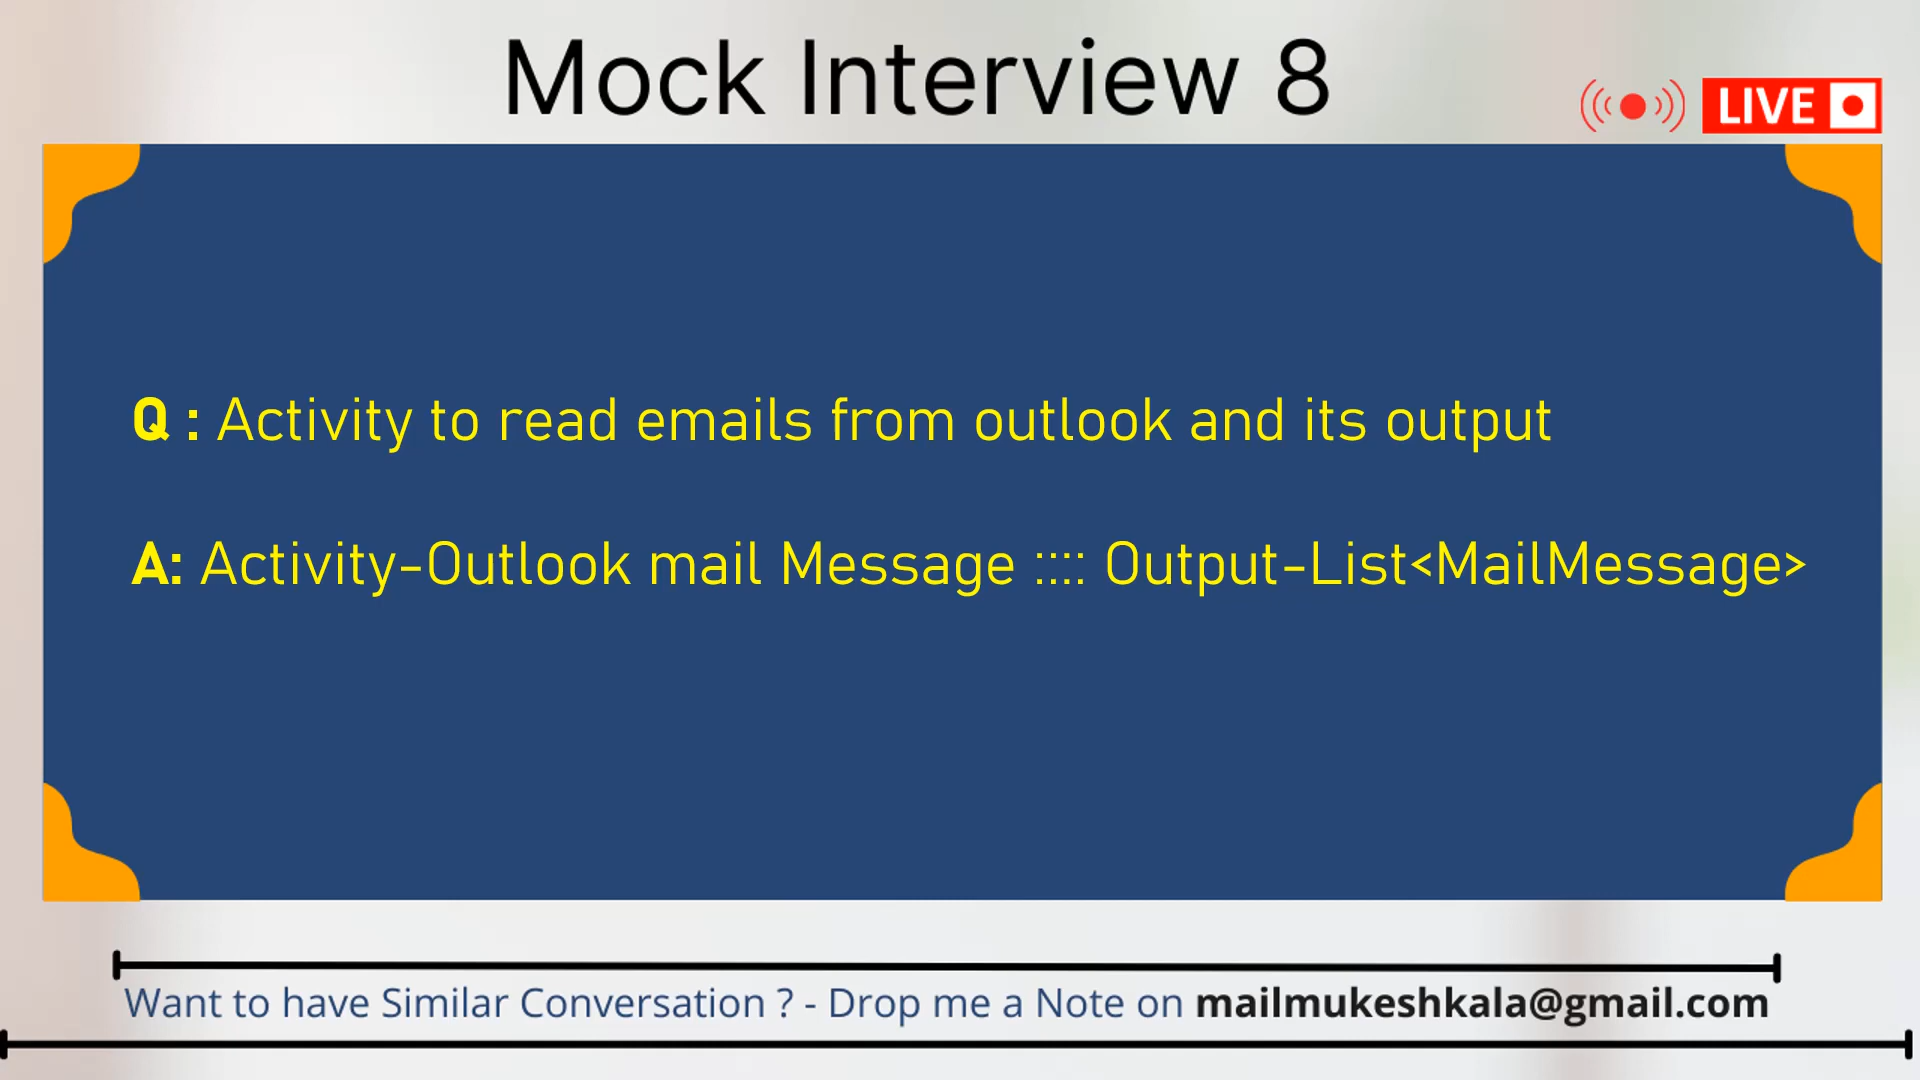 Mock Interview 8
LIVE
Q : Activity to read emails from outlook and its output
A: Activity-Outlook mail Message :::: Output-List<MailMessage>
Want to have Similar Conversation ? - Drop me a Note on mailmukeshkala@gmail.com